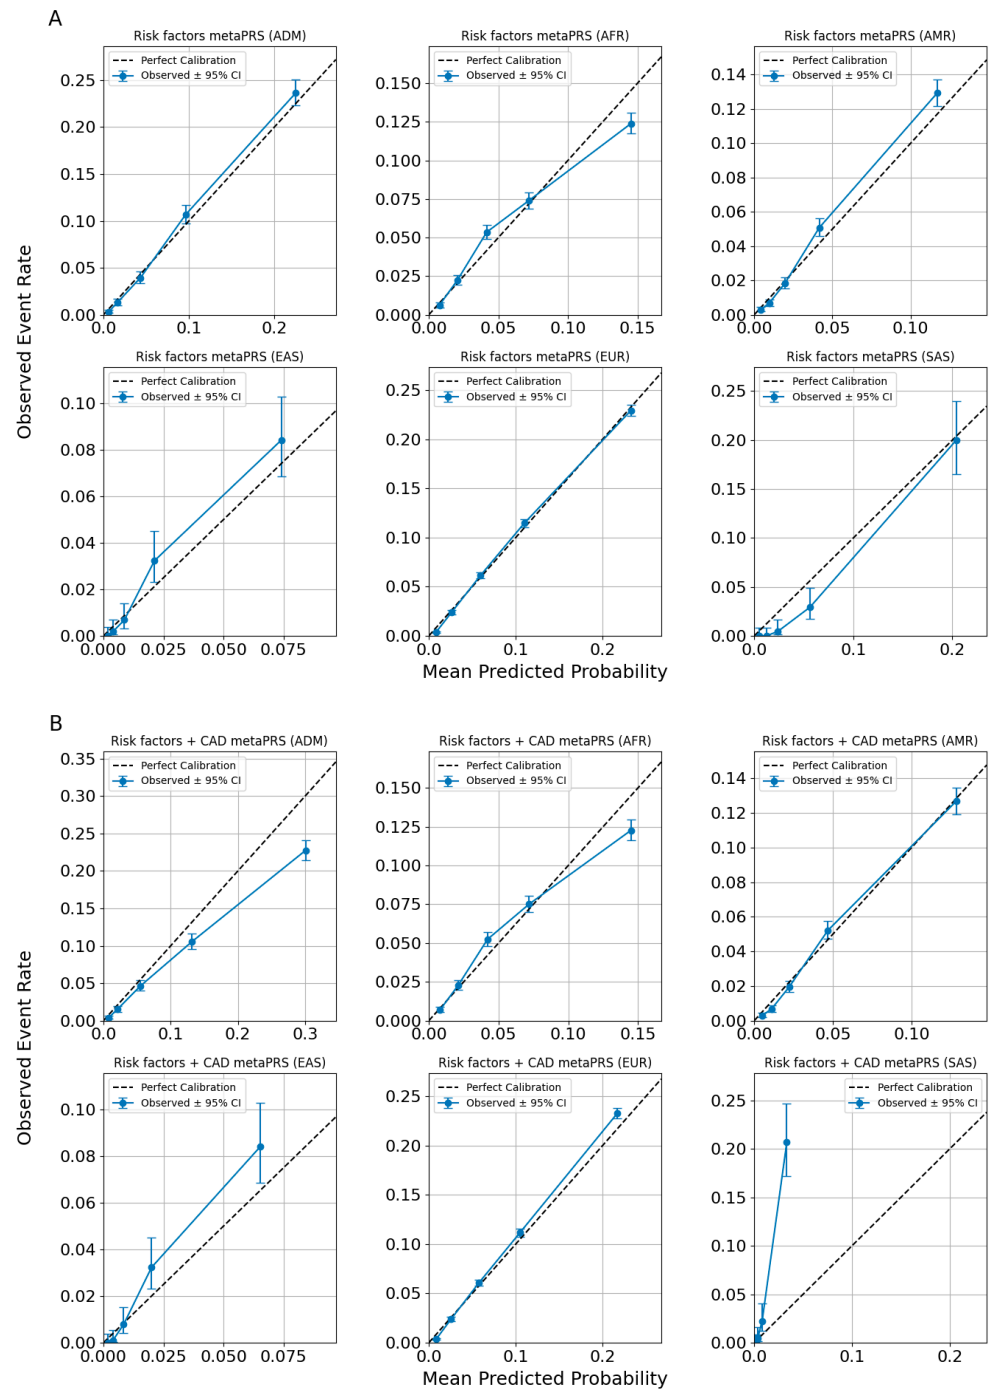 A
Risk factors metaPRS (ADM)
Perfect Calibration
Observed ± 95% CI
0.25
0.20
0.15
0.10
0.05
0.00
0.0
0.1
0.2
Risk factors metaPRS (AFR)
Perfect Calibration
Observed ± 95% CI
0.150
0.125
0.100
0.075
0.050
0.025
0.000
0.00
0.05
0.10
0.15
Risk factors metaPRS (AMR)
Perfect Calibration
Observed ± 95% CI
0.14
0.12
0.10
0.08
0.06
0.04
0.02
0.00
0.00
0.05
0.10
Observed Event Rate
Risk factors metaPRS (EAS)
Perfect Calibration
Observed ± 95% CI
0.10
0.08
0.06
0.04
0.02
0.00
0.000
0.025
0.050
0.075
Risk factors metaPRS (EUR)
Perfect Calibration
Observed ± 95% CI
0.25
0.20
0.15
0.10
0.05
0.00
0.0
0.1
0.2
Risk factors metaPRS (SAS)
Perfect Calibration
Observed ± 95% CI
0.25
0.20
0.15
0.10
0.05
0.00
0.0
0.1
0.2
Mean Predicted Probability
B
Risk factors + CAD metaPRS (ADM)
Perfect Calibration
Observed ± 95% CI
0.35
0.30
0.25
0.20
0.15
0.10
0.05
0.00
0.0
0.1
0.2
0.3
Risk factors + CAD metaPRS (AFR)
Perfect Calibration
Observed ± 95% CI
0.150
0.125
0.100
0.075
0.050
0.025
0.000
0.00
0.05
0.10
0.15
Risk factors + CAD metaPRS (AMR)
Perfect Calibration
Observed ± 95% CI
0.14
0.12
0.10
0.08
0.06
0.04
0.02
0.00
0.00
0.05
0.10
Observed Event Rate
Risk factors + CAD metaPRS (EAS)
Perfect Calibration
Observed ± 95% CI
0.10
0.08
0.06
0.04
0.02
0.00
0.000
0.025
0.050
0.075
Risk factors + CAD metaPRS (EUR)
Perfect Calibration
Observed ± 95% CI
0.25
0.20
0.15
0.10
0.05
0.00
0.0
0.1
0.2
Risk factors + CAD metaPRS (SAS)
Perfect Calibration
Observed ± 95% CI
0.25
0.20
0.15
0.10
0.05
0.00
0.0
0.1
0.2
Mean Predicted Probability